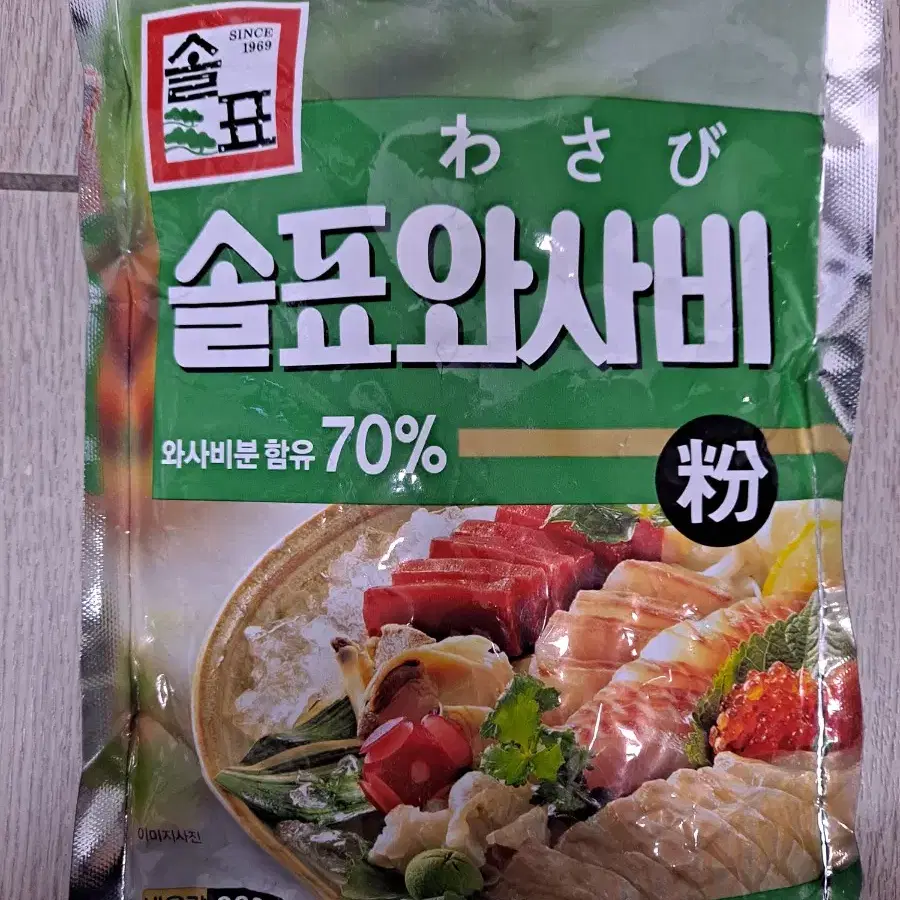 SINCE
1969
솔표
わさび
솔표와사비
와사비분 함유 70%
粉
이미지사진